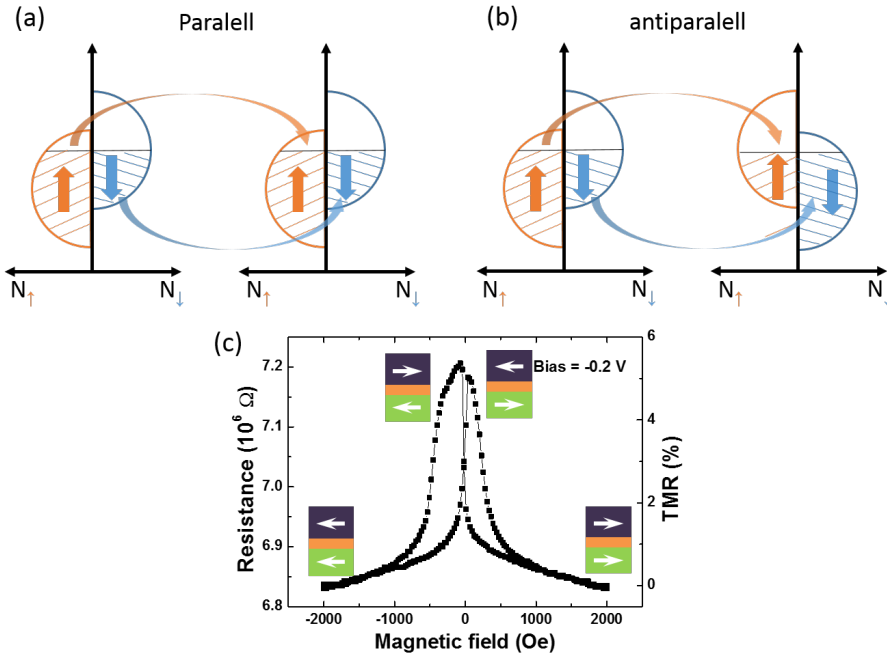 (a)
Paralell
N↑
N↓
N↑
N↓
(b)
antiparalell
N↑
N↓
N↑
N
(c)
Bias = -0.2 V
Resistance (10⁶ Ω)
7.2
7.1
7.0
6.9
6.8
TMR (%)
6
4
2
0
-2000 -1000 0 1000 2000
Magnetic field (Oe)